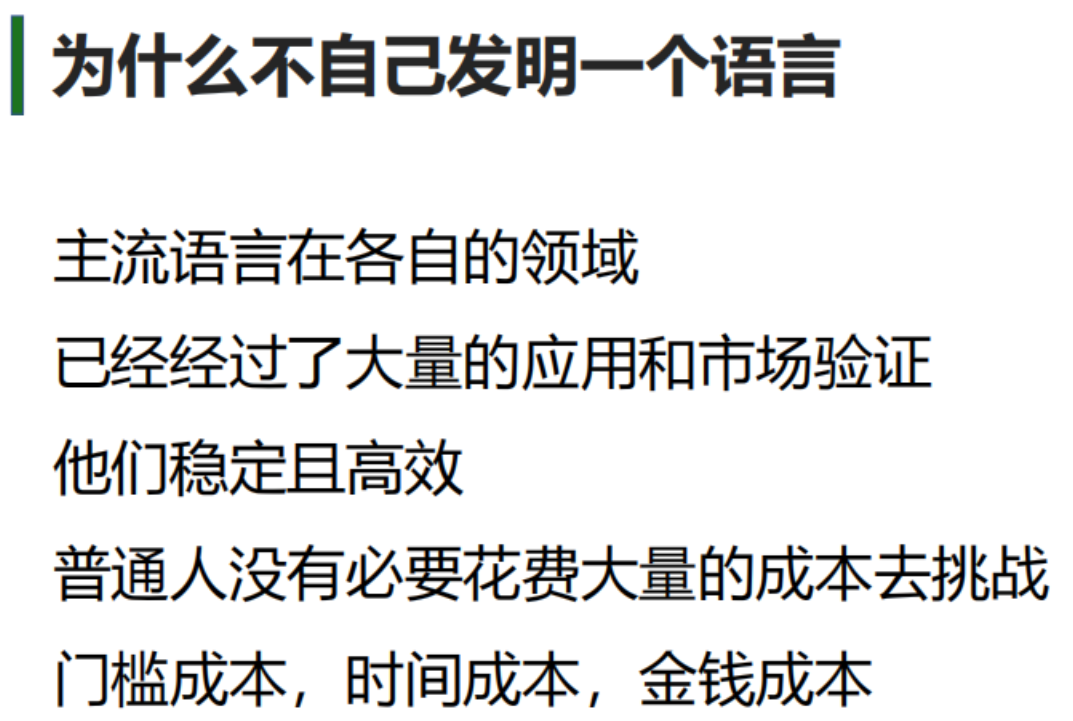 为什么不自己发明一个语言
主流语言在各自的领域
已经经过了大量的应用和市场验证
他们稳定且高效
普通人没有必要花费大量的成本去挑战
门槛成本，时间成本，金钱成本